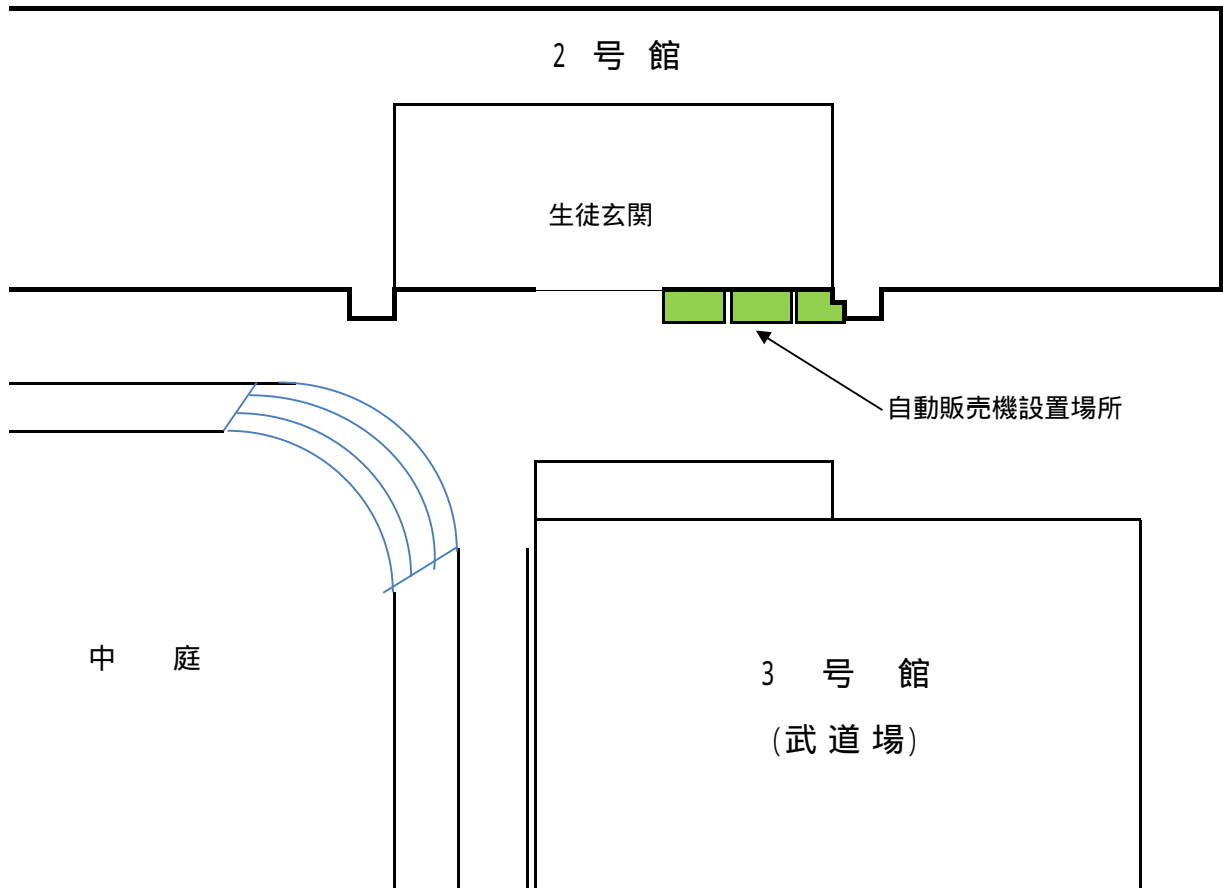 2 号 館
生徒玄関
自動販売機設置場所
中 庭
3 号 館
(武 道 場)